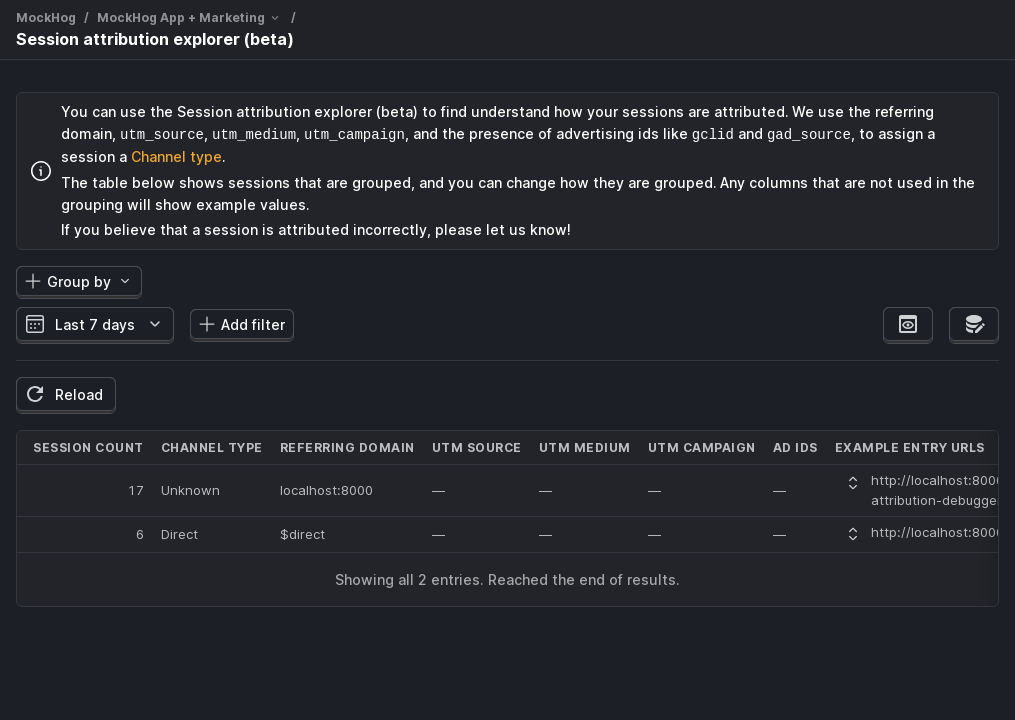 MockHog / MockHog App + Marketing /
Session attribution explorer (beta)
You can use the Session attribution explorer (beta) to find understand how your sessions are attributed. We use the referring
domain, utm_source, utm_medium, utm_campaign, and the presence of advertising ids like gclid and gad_source, to assign a
session a Channel type.
The table below shows sessions that are grouped, and you can change how they are grouped. Any columns that are not used in the
grouping will show example values.
If you believe that a session is attributed incorrectly, please let us know!
Group by
Last 7 days Add filter
Reload
SESSION COUNT CHANNEL TYPE REFERRING DOMAIN UTM SOURCE UTM MEDIUM UTM CAMPAIGN AD IDS EXAMPLE ENTRY URLS
17 Unknown localhost:8000 — — — — http://localhost:8000
attribution-debugge
6 Direct $direct — — — — http://localhost:8000
Showing all 2 entries. Reached the end of results.